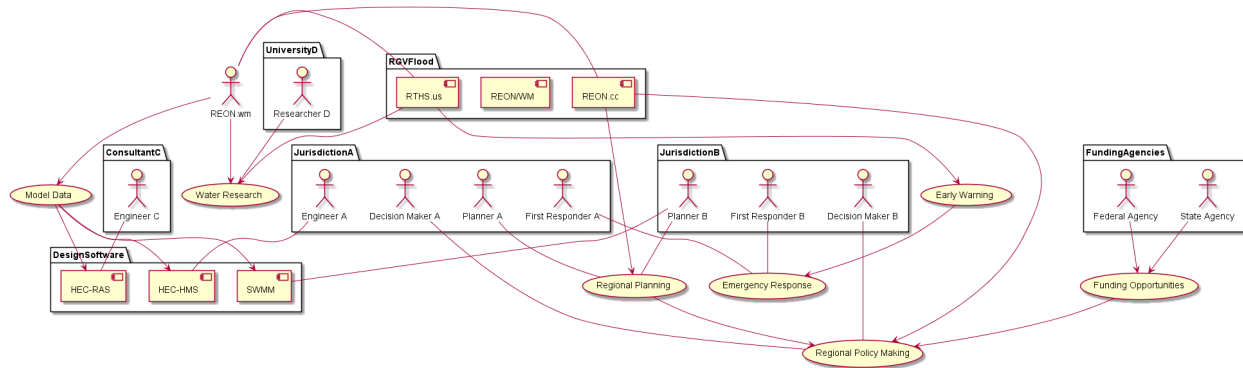 UniversityD
RGVFlood
RTHS.us
REON/WM
REON.cc
REON.wm
Researcher D
ConsultantC
JurisdictionA
JurisdictionB
FundingAgencies
Model Data
Water Research
Early Warning
Engineer C
Engineer A
Decision Maker A
Planner A
First Responder A
Planner B
First Responder B
Decision Maker B
Federal Agency
State Agency
DesignSoftware
HEC-RAS
HEC-HMS
SWMM
Regional Planning
Emergency Response
Funding Opportunities
Regional Policy Making